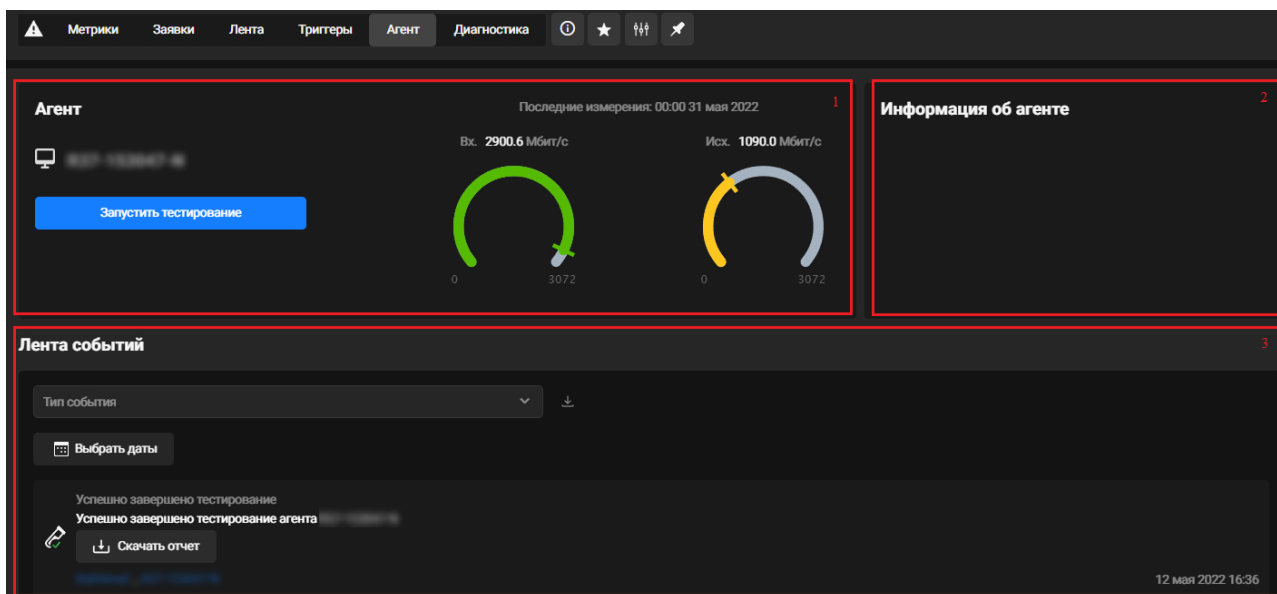 Метрики Заявки Лента Триггеры Агент Диагностика
Агент
Последние измерения: 00:00 31 мая 2022
1
Вх. 2900.6 Мбит/с
Исх. 1090.0 Мбит/с
Запустить тестирование
0 3072
0 3072
Информация об агенте
2
Лента событий
3
Тип события
Выбрать даты
Успешно завершено тестирование
Успешно завершено тестирование агента
Скачать отчет
12 мая 2022 16:36